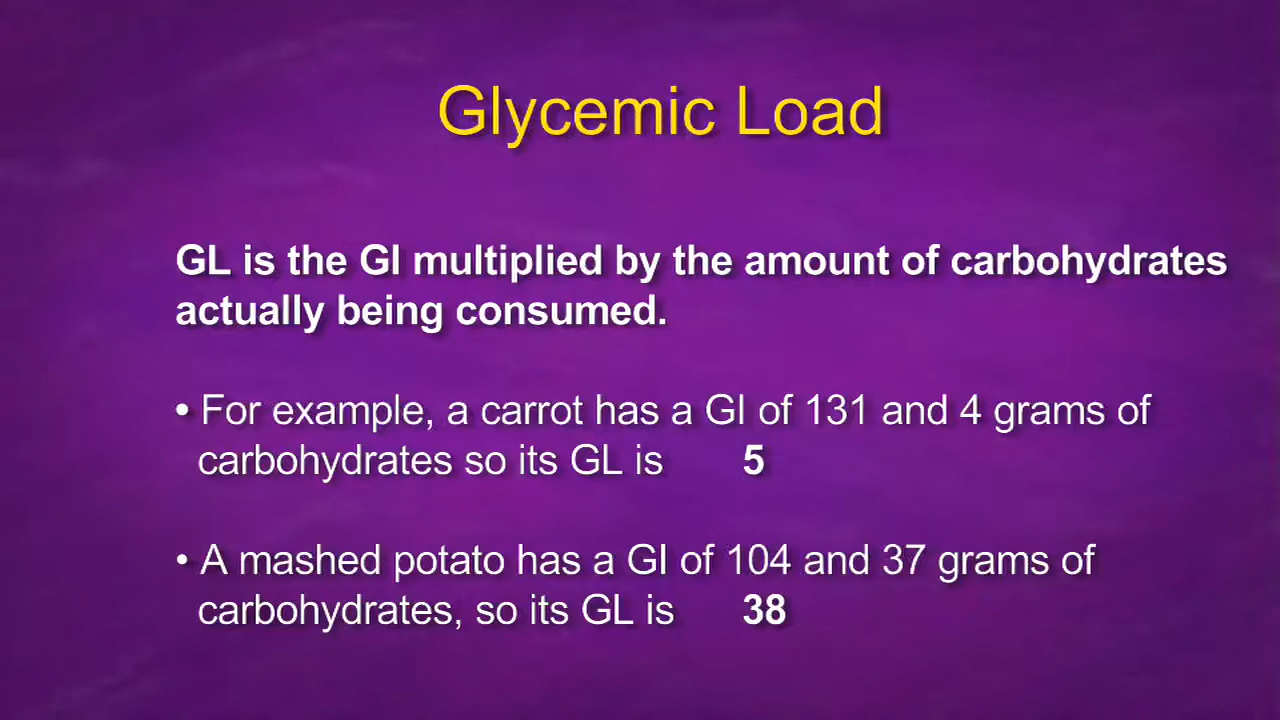 Glycemic Load
GL is the GI multiplied by the amount of carbohydrates
actually being consumed.
• For example, a carrot has a GI of 131 and 4 grams of
carbohydrates so its GL is 5
• A mashed potato has a GI of 104 and 37 grams of
carbohydrates, so its GL is 38